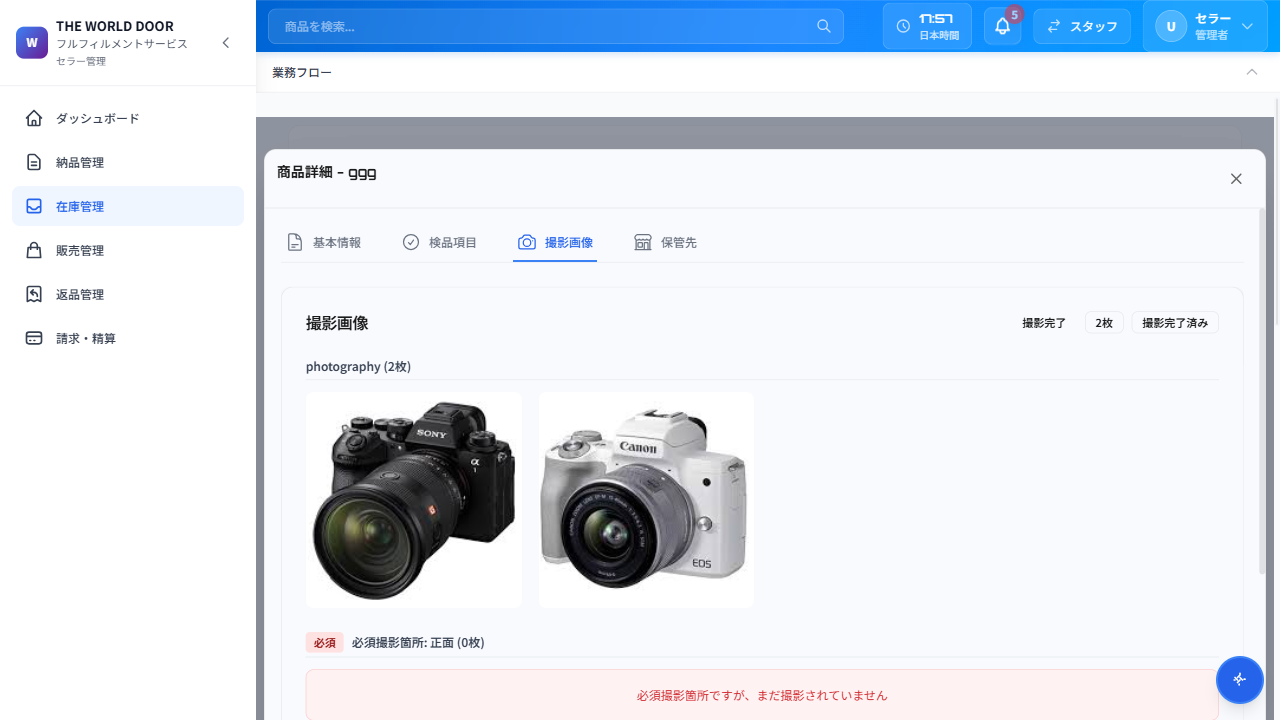 W
THE WORLD DOOR
フルフィルメントサービス
セラー管理
商品を検索...
17:57
日本時間
5
スタッフ
U
セラー
管理者
業務フロー
ダッシュボード
納品管理
在庫管理
販売管理
返品管理
請求・精算
商品詳細 - ggg
基本情報
検品項目
撮影画像
保管先
撮影画像
撮影完了
2枚
撮影完了済み
photography (2枚)
SONY
α
1
Canon
EOS
必須
必須撮影箇所: 正面 (0枚)
必須撮影箇所ですが、まだ撮影されていません